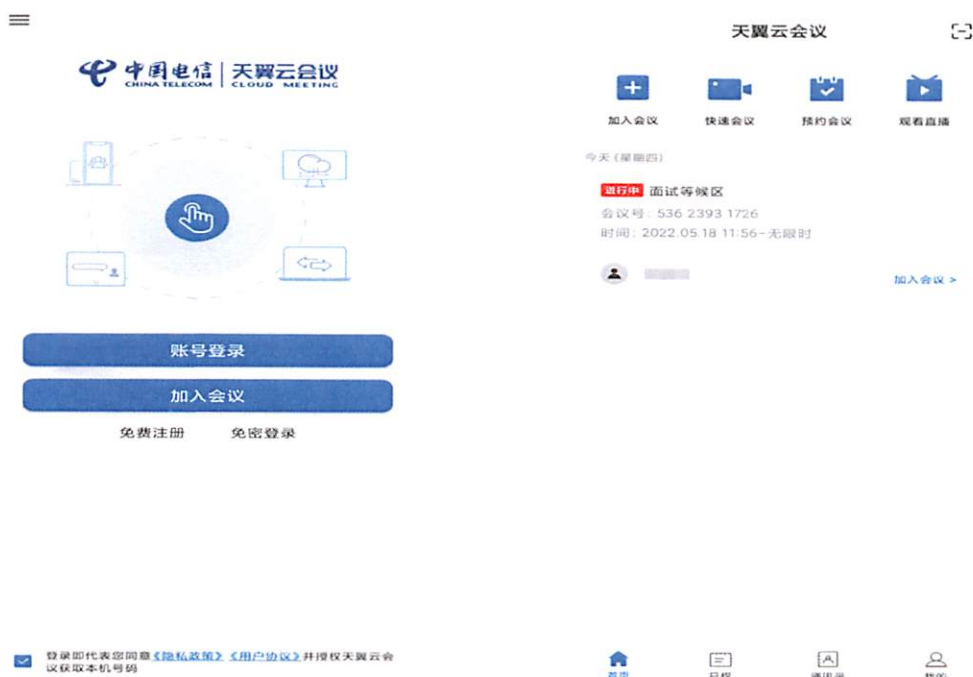 中国电信 天翼云会议
CHINA TELECOM CLOUD MEETING
账号登录
加入会议
免费注册 免密登录
登录即代表您同意《隐私政策》《用户协议》并授权天翼云会
议获取本机号码
天翼云会议
加入会议 快速会议 预约会议 观看直播
今天（星期四）
进行中 面试等候区
会议号：536 2393 1726
时间：2022.05.18 11:56-无限时
加入会议 >
首页 日程 通讯录 我的